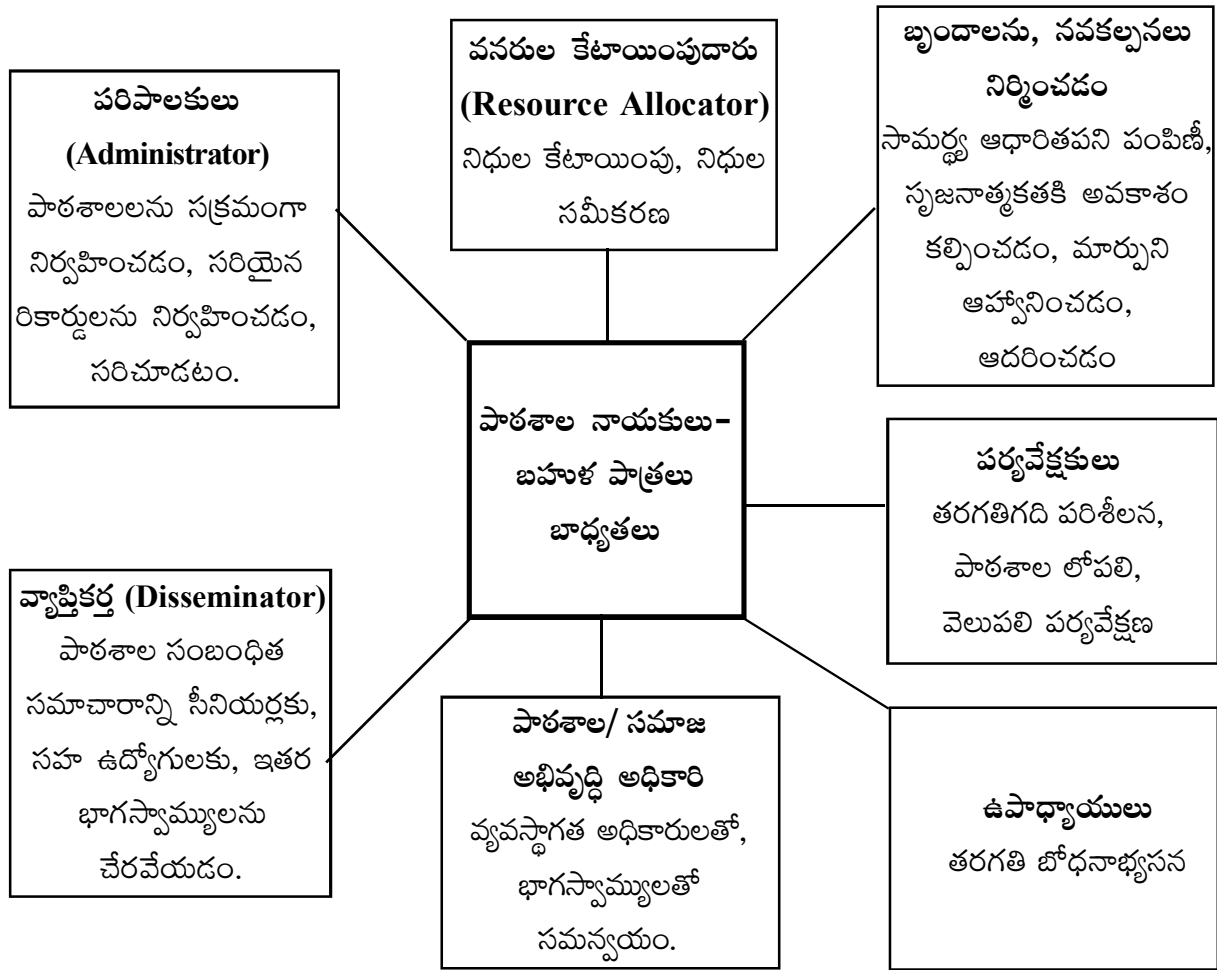 పరిపాలకులు
(Administrator)
పాఠశాలలను సక్రమంగా
నిర్వహించడం, సరియైన
రికార్డులను నిర్వహించడం,
సరిచూడటం.
వనరుల కేటాయింపుదారు
(Resource Allocator)
నిధుల కేటాయింపు, నిధుల
సమీకరణ
బృందాలను, నవకల్పనలు
నిర్మించడం
సామర్థ్య ఆధారితపని పంపిణీ,
సృజనాత్మకతకి అవకాశం
కల్పించడం, మార్పుని
ఆహ్వానించడం,
ఆదరించడం
పాఠశాల నాయకులు-
బహుళ పాత్రలు
బాధ్యతలు
పర్యవేక్షకులు
తరగతిగది పరిశీలన,
పాఠశాల లోపలి,
వెలుపలి పర్యవేక్షణ
వ్యాప్తికర్త (Disseminator)
పాఠశాల సంబంధిత
సమాచారాన్ని సీనియర్లకు,
సహ ఉద్యోగులకు, ఇతర
భాగస్వామ్యులను
చేరవేయడం.
పాఠశాల/ సమాజ
అభివృద్ధి అధికారి
వ్యవస్థాగత అధికారులతో,
భాగస్వామ్యులతో
సమన్వయం.
ఉపాధ్యాయులు
తరగతి బోధనాభ్యసన